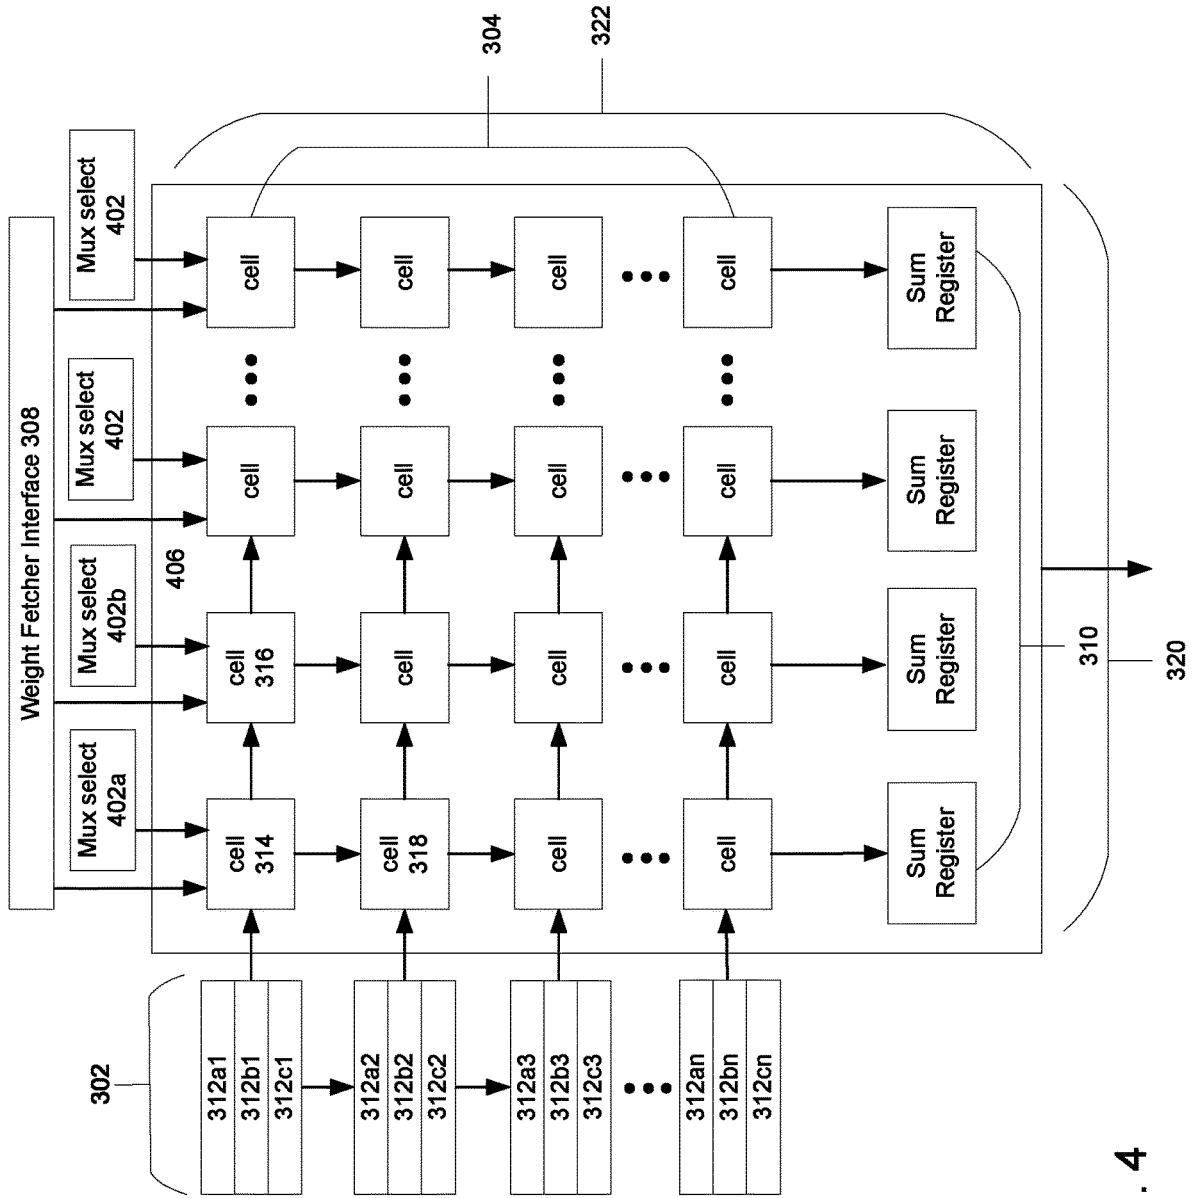 304
322
Weight Fetcher Interface 308
Mux select
402a
Mux select
402b
Mux select
402
Mux select
402
406
302
312a1
312b1
312c1
cell
314
cell
316
cell
cell
312a2
312b2
312c2
cell
318
cell
cell
cell
312a3
312b3
312c3
cell
cell
cell
cell
312an
312bn
312cn
cell
cell
cell
cell
Sum
Register
Sum
Register
Sum
Register
Sum
Register
310
320
. 4